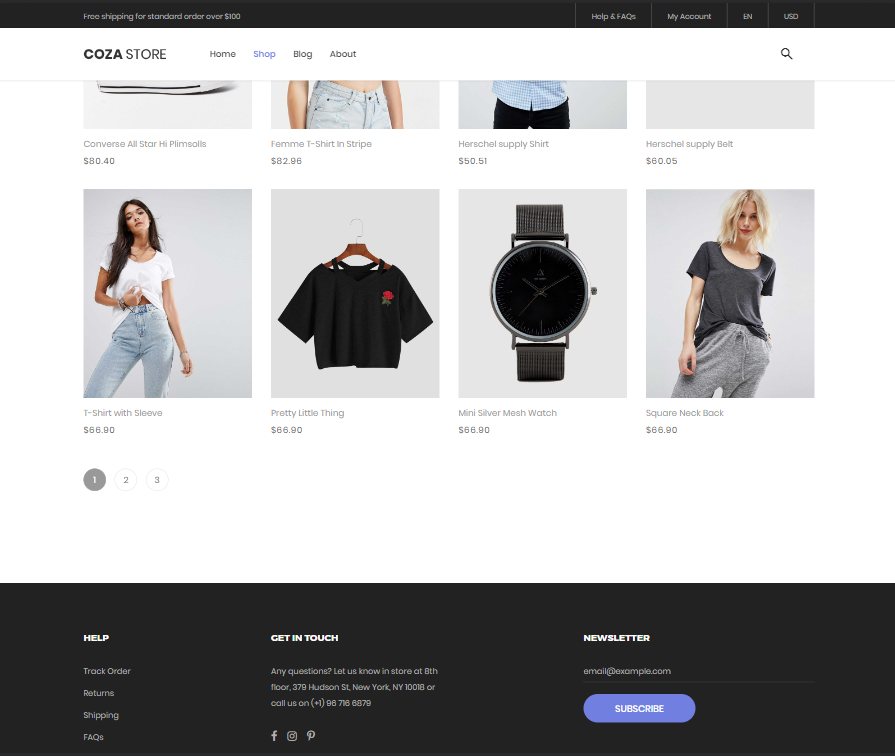 Free shipping for standard order over $100
Help & FAQs
My Account
EN
USD
COZA STORE
Home
Shop
Blog
About
Converse All Star Hi Plimsolls
Femme T-Shirt In Stripe
Herschel supply Shirt
Herschel supply Belt
$80.40
$82.96
$50.51
$60.05
T-Shirt with Sleeve
Pretty Little Thing
Mini Silver Mesh Watch
Square Neck Back
$66.90
$66.90
$66.90
$66.90
1
2
3
HELP
Track Order
Returns
Shipping
FAQs
GET IN TOUCH
Any questions? Let us know in store at 8th
floor, 379 Hudson St, New York, NY 10018 or
call us on (+1) 96 716 6879
NEWSLETTER
email@example.com
SUBSCRIBE